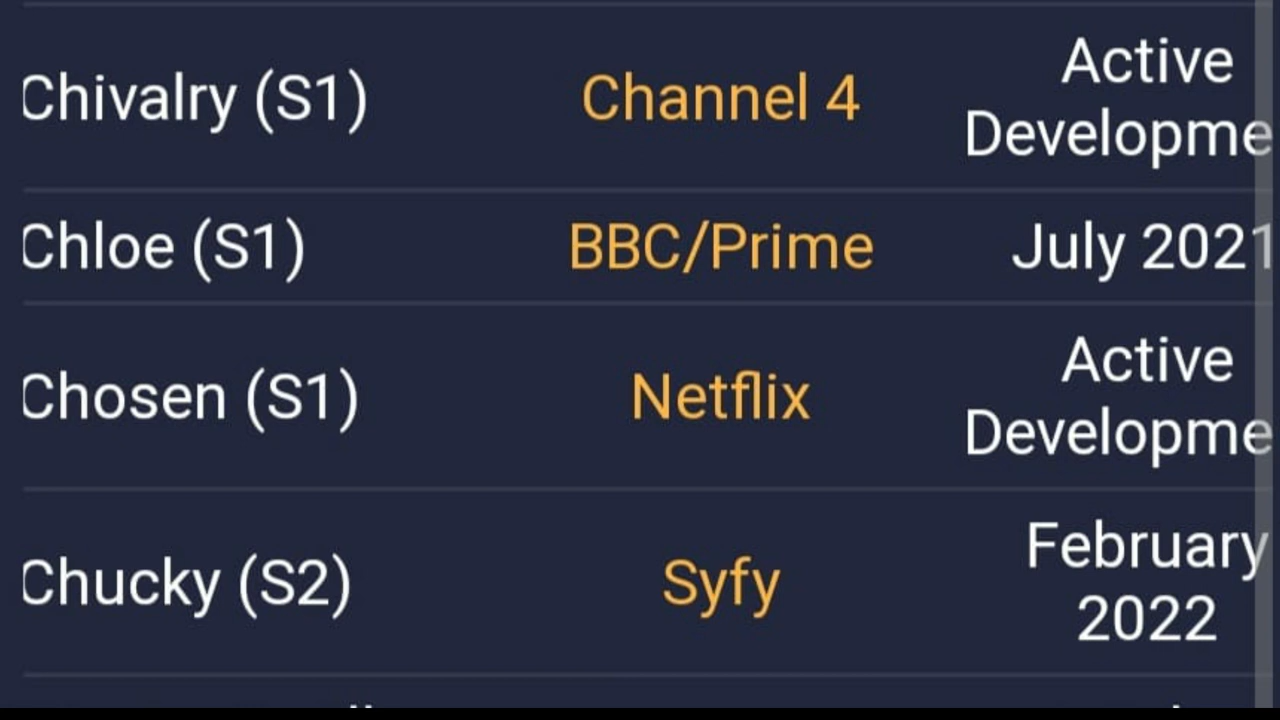 Chivalry (S1) Channel 4 Active
Developme
Chloe (S1) BBC/Prime July 2021
Chosen (S1) Netflix Active
Developme
Chucky (S2) Syfy February
2022